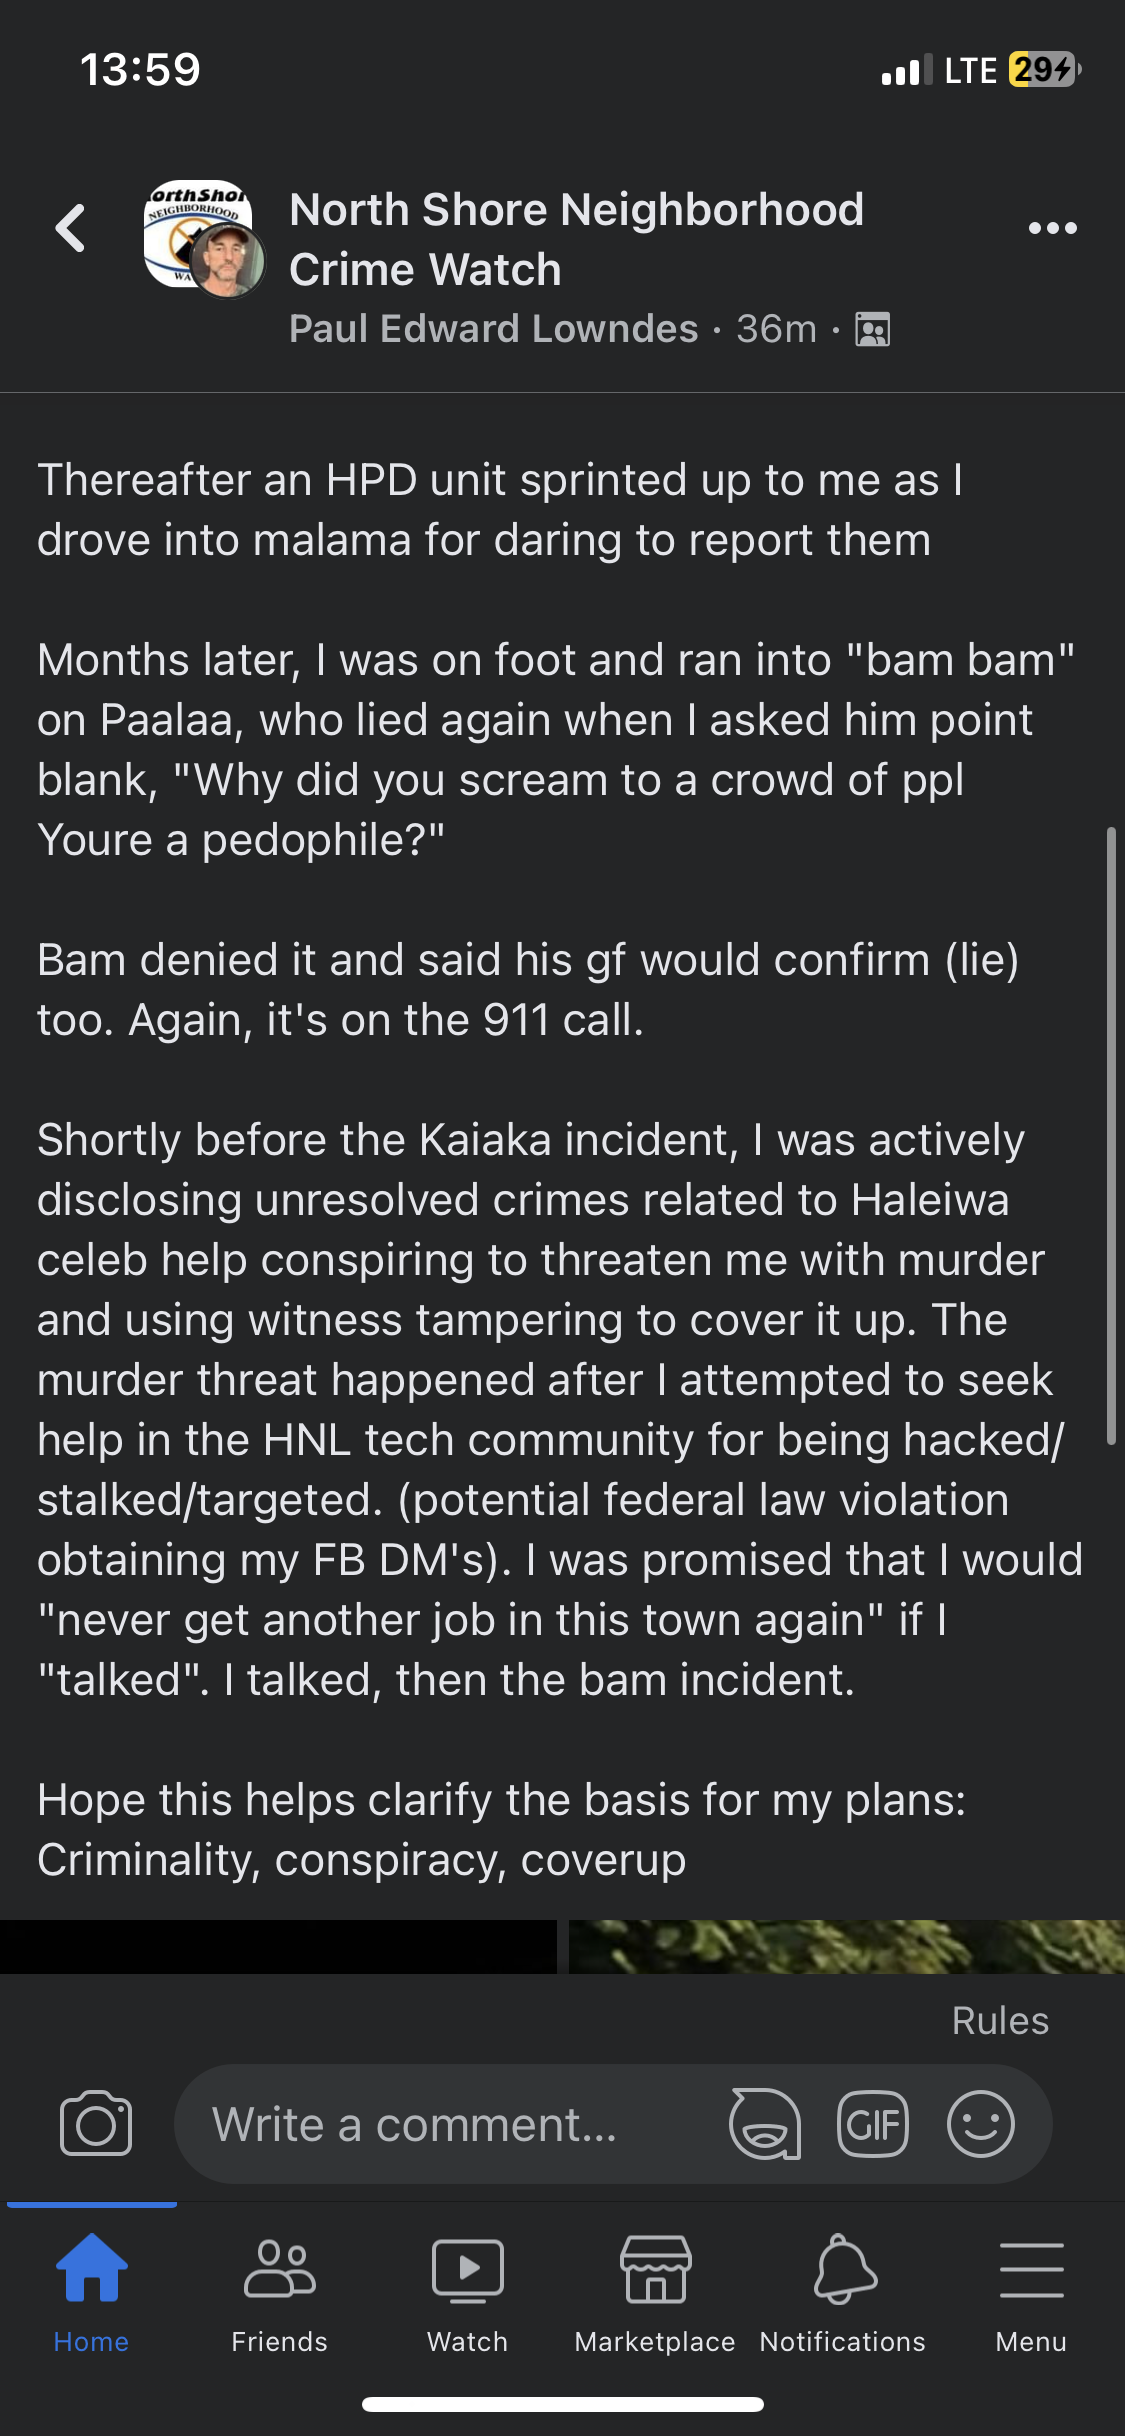 13:59
LTE 29
orthShor
NEIGHBORHOOD
WA
North Shore Neighborhood
Crime Watch
Paul Edward Lowndes · 36m ·
Thereafter an HPD unit sprinted up to me as I
drove into malama for daring to report them
Months later, I was on foot and ran into "bam bam"
on Paalaa, who lied again when I asked him point
blank, "Why did you scream to a crowd of ppl
Youre a pedophile?"
Bam denied it and said his gf would confirm (lie)
too. Again, it's on the 911 call.
Shortly before the Kaiaka incident, I was actively
disclosing unresolved crimes related to Haleiwa
celeb help conspiring to threaten me with murder
and using witness tampering to cover it up. The
murder threat happened after I attempted to seek
help in the HNL tech community for being hacked/
stalked/targeted. (potential federal law violation
obtaining my FB DM's). I was promised that I would
"never get another job in this town again" if I
"talked". I talked, then the bam incident.
Hope this helps clarify the basis for my plans:
Criminality, conspiracy, coverup
Rules
Write a comment...
GIF
Home Friends Watch Marketplace Notifications Menu